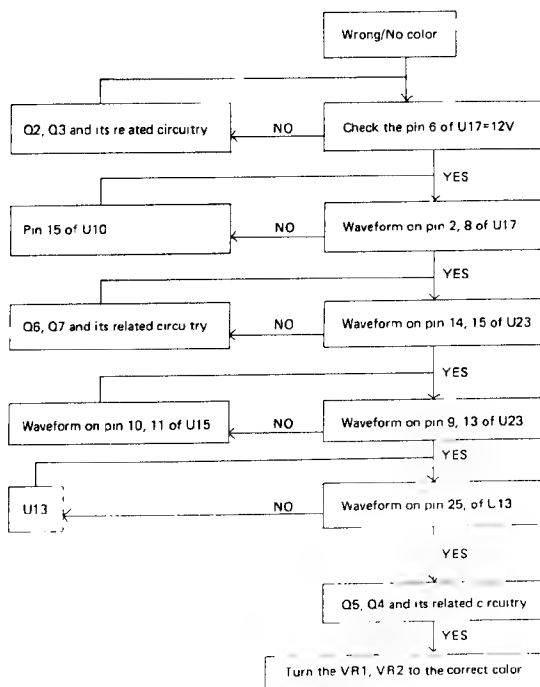 Wrong/No color
Q2, Q3 and its related circuitry
NO
Check the pin 6 of U17=12V
YES
Pin 15 of U10
NO
Waveform on pin 2, 8 of U17
YES
Q6, Q7 and its related circuitry
NO
Waveform on pin 14, 15 of U23
YES
Waveform on pin 10, 11 of U15
NO
Waveform on pin 9, 13 of U23
YES
U13
NO
Waveform on pin 25, of U13
YES
Q5, Q4 and its related circuitry
YES
Turn the VR1, VR2 to the correct color